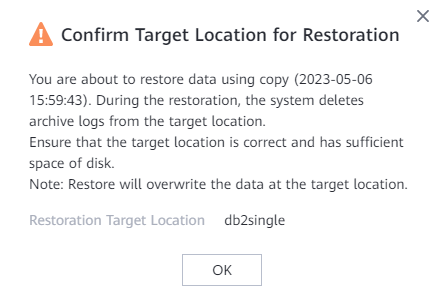 Confirm Target Location for Restoration
You are about to restore data using copy (2023-05-06
15:59:43). During the restoration, the system deletes
archive logs from the target location.
Ensure that the target location is correct and has sufficient
space of disk.
Note: Restore will overwrite the data at the target location.
Restoration Target Location db2single
OK